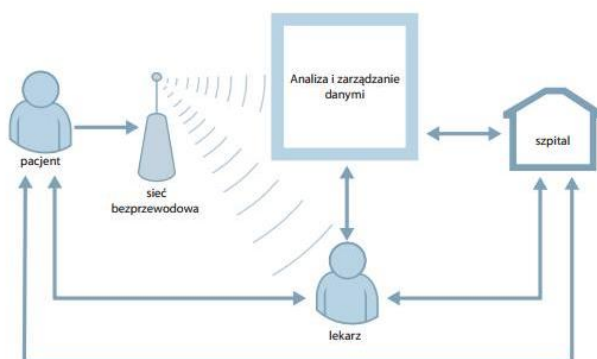 Analiza i zarządzanie
danymi
pacjent
sieć
bezprzewodowa
szpital
lekarz